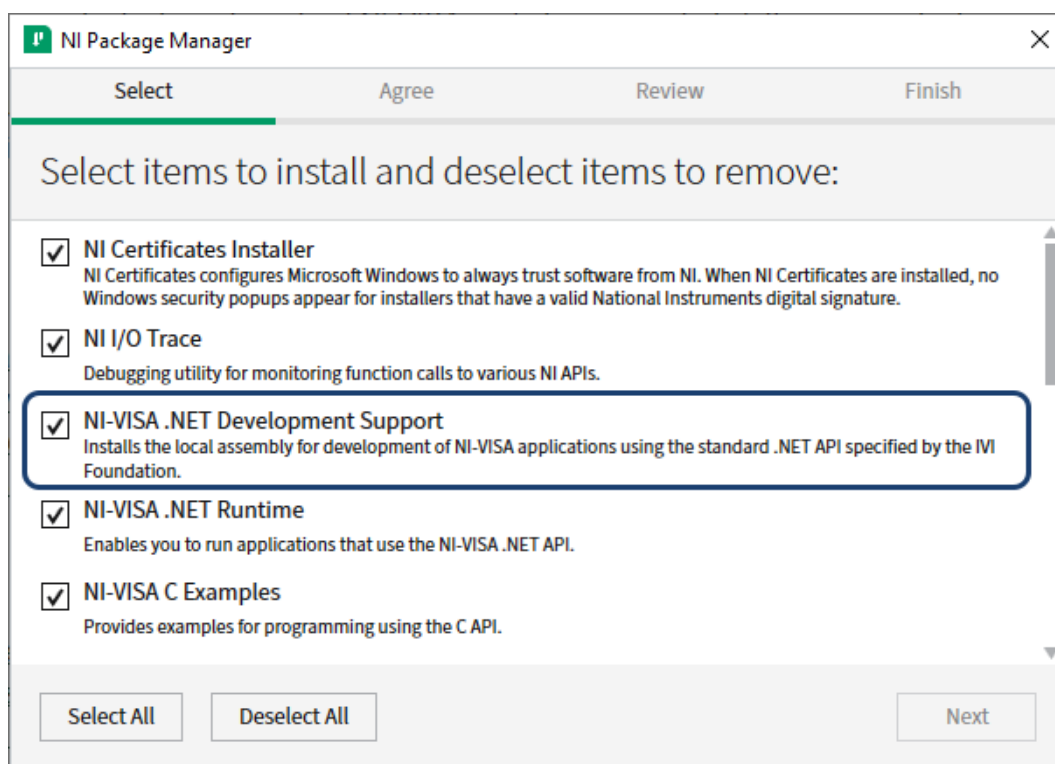 NI Package Manager
Select Agree Review Finish
Select items to install and deselect items to remove:
NI Certificates Installer
NI Certificates configures Microsoft Windows to always trust software from NI. When NI Certificates are installed, no
Windows security popups appear for installers that have a valid National Instruments digital signature.
NI I/O Trace
Debugging utility for monitoring function calls to various NI APIs.
NI-VISA .NET Development Support
Installs the local assembly for development of NI-VISA applications using the standard .NET API specified by the IVI
Foundation.
NI-VISA .NET Runtime
Enables you to run applications that use the NI-VISA .NET API.
NI-VISA C Examples
Provides examples for programming using the C API.
Select All Deselect All Next